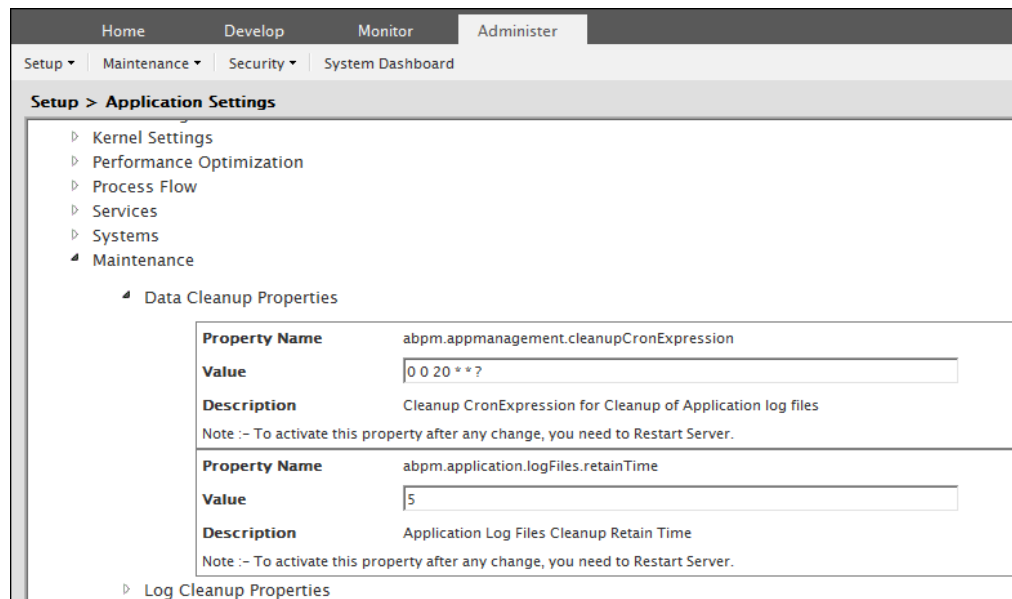 Home Develop Monitor Administer
Setup Maintenance Security System Dashboard
Setup > Application Settings
Kernel Settings
Performance Optimization
Process Flow
Services
Systems
Maintenance
Data Cleanup Properties
Property Name abpm.appmanagement.cleanupCronExpression
Value 0 0 20 * * ?
Description Cleanup CronExpression for Cleanup of Application log files
Note :- To activate this property after any change, you need to Restart Server.
Property Name abpm.application.logFiles.retainTime
Value 5
Description Application Log Files Cleanup Retain Time
Note :- To activate this property after any change, you need to Restart Server.
Log Cleanup Properties